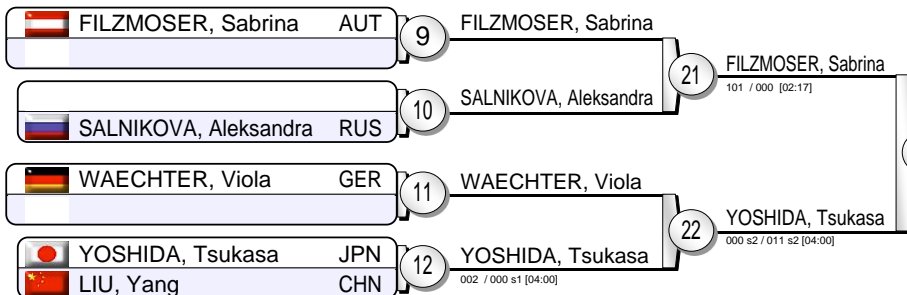 FILZMOSER, Sabrina AUT
9
SALNIKOVA, Aleksandra RUS
10
WAECHTER, Viola GER
11
YOSHIDA, Tsukasa JPN
LIU, Yang CHN
12
FILZMOSER, Sabrina
SALNIKOVA, Aleksandra
21
WAECHTER, Viola
YOSHIDA, Tsukasa
002 / 000 s1 [04:00]
22
FILZMOSER, Sabrina
101 / 000 [02:17]
YOSHIDA, Tsukasa
000 s2 / 011 s2 [04:00]